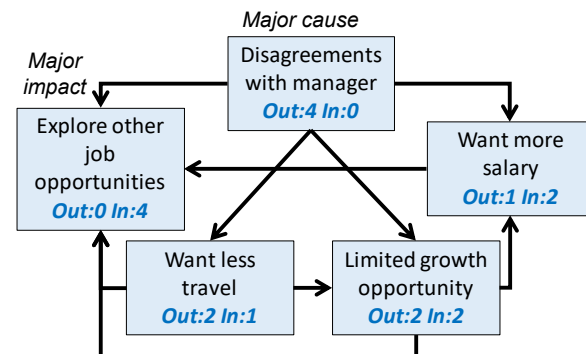 Major cause
Major
impact
Disagreements
with manager
Out:4 In:0
Explore other
job
opportunities
Out:0 In:4
Want more
salary
Out:1 In:2
Want less
travel
Out:2 In:1
Limited growth
opportunity
Out:2 In:2